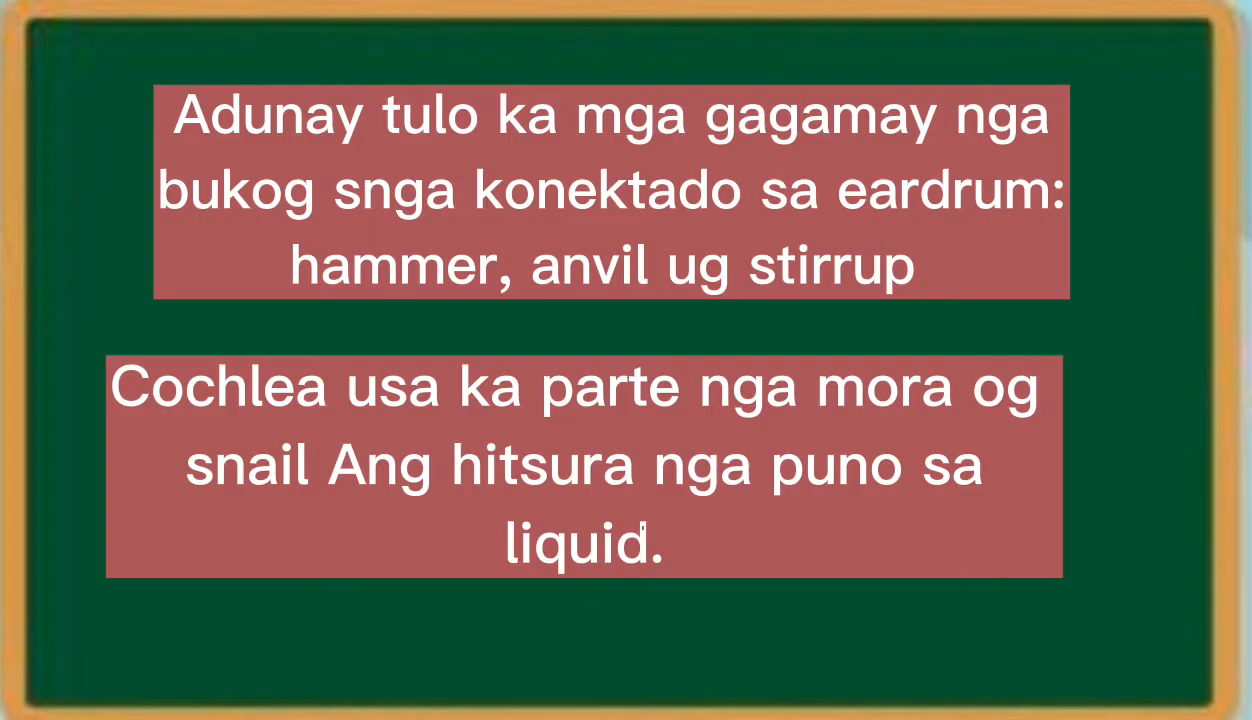 Adunay tulo ka mga gagamay nga
bukog snga konektado sa eardrum:
hammer, anvil ug stirrup
Cochlea usa ka parte nga mora og
snail Ang hitsura nga puno sa
liquid.